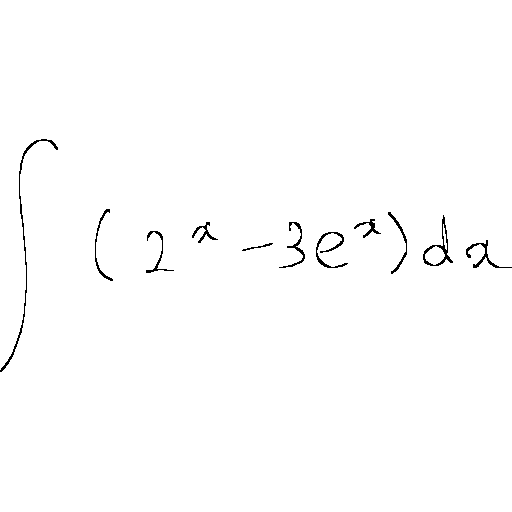 ∫ (2^x - 3e^x) dx